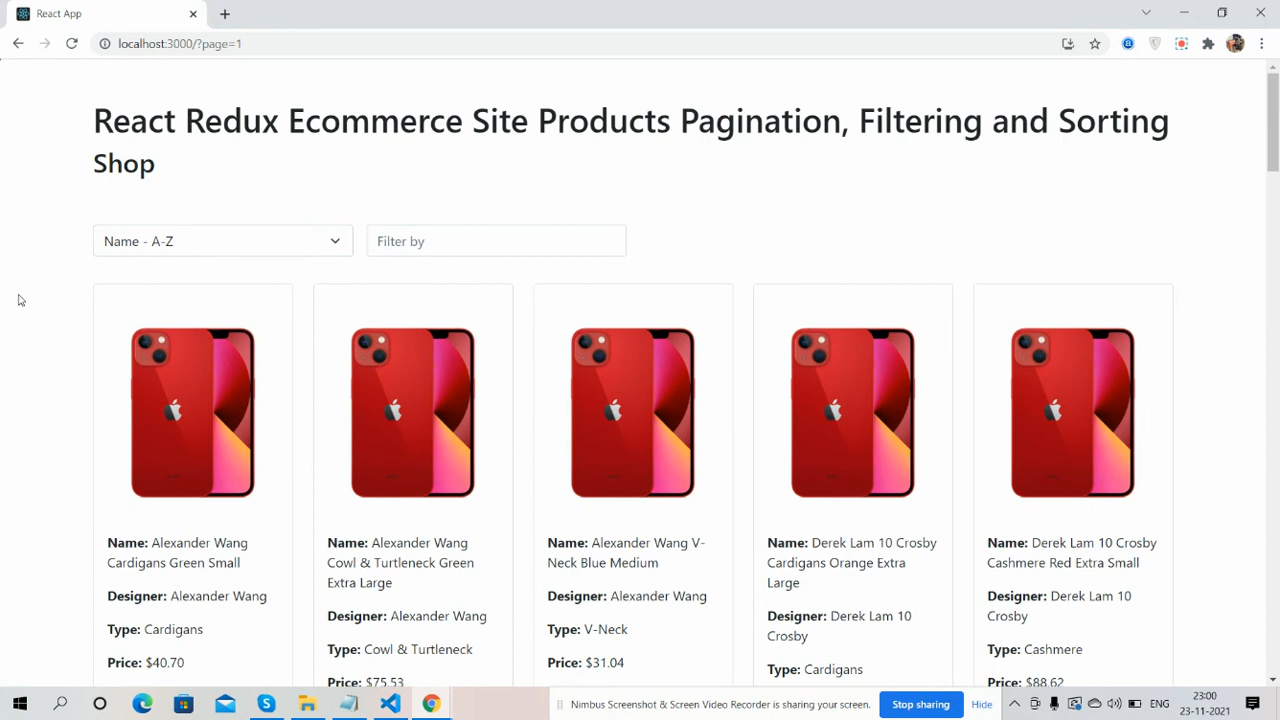 React App
localhost:3000/?page=1
React Redux Ecommerce Site Products Pagination, Filtering and Sorting
Shop
Name - A-Z
Filter by
Name: Alexander Wang
Cardigans Green Small
Designer: Alexander Wang
Type: Cardigans
Price: $40.70
Name: Alexander Wang
Cowl & Turtleneck Green
Extra Large
Designer: Alexander Wang
Type: Cowl & Turtleneck
Price: $75.53
Name: Alexander Wang V-
Neck Blue Medium
Designer: Alexander Wang
Type: V-Neck
Price: $31.04
Name: Derek Lam 10 Crosby
Cardigans Orange Extra
Large
Designer: Derek Lam 10
Crosby
Type: Cardigans
Name: Derek Lam 10 Crosby
Cashmere Red Extra Small
Designer: Derek Lam 10
Crosby
Type: Cashmere
Price: $88.62
Nimbus Screenshot & Screen Video Recorder is sharing your screen.
Stop sharing
Hide
23:00
23-11-2021